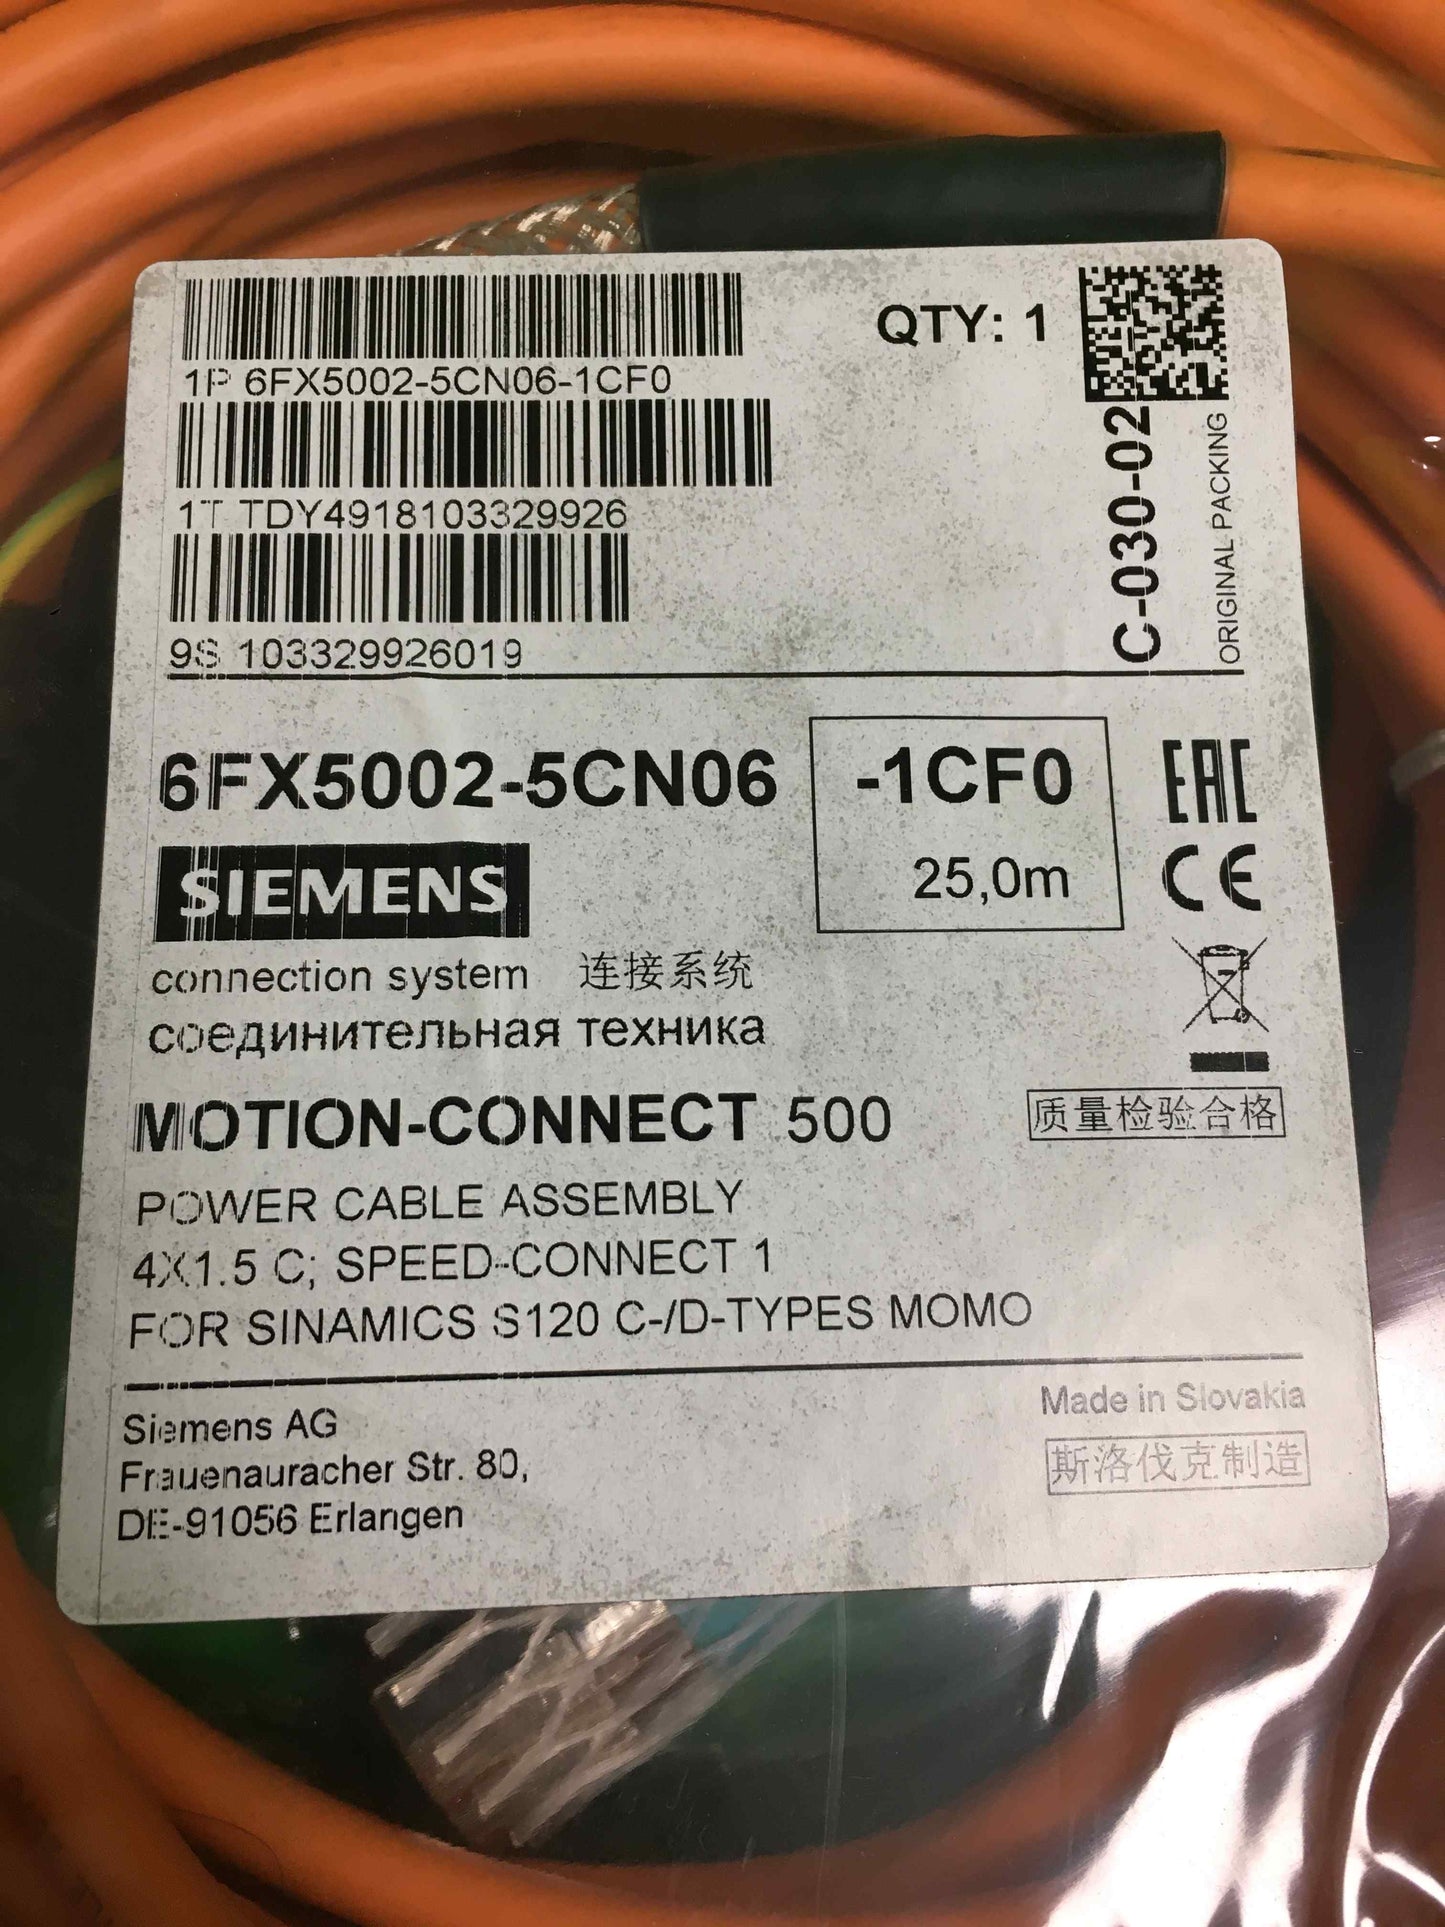 QTY: 1
1P 6FX5002-5CN06-1CF0
1T TDY4918103329926
9S 103329926019
C-030-02
ORIGINAL PACKING
6FX5002-5CN06
-1CF0
25,0m
EAC
CE
SIEMENS
connection system 连接系统
соединительная техника
MOTION-CONNECT 500
质量检验合格
POWER CABLE ASSEMBLY
4X1.5 C; SPEED-CONNECT 1
FOR SINAMICS S120 C-/D-TYPES MOMO
Made in Slovakia
斯洛伐克制造
Siemens AG
Frauenauracher Str. 80,
DE-91056 Erlangen